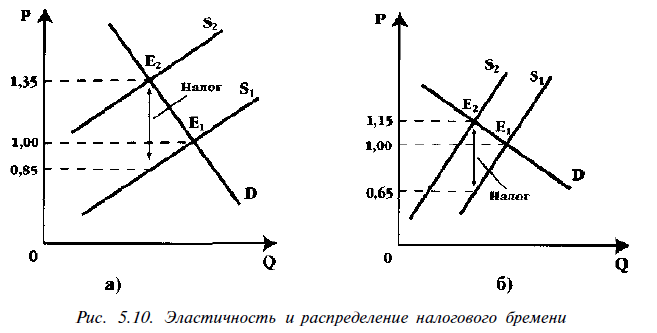 P
S₂
E₂
1,35
Налог
S₁
E₁
1,00
0,85
D
0
Q
а)
P
S₂
S₁
E₂
1,15
E₁
1,00
D
0,65
Налог
0
Q
б)
Рис. 5.10. Эластичность и распределение налогового бремени